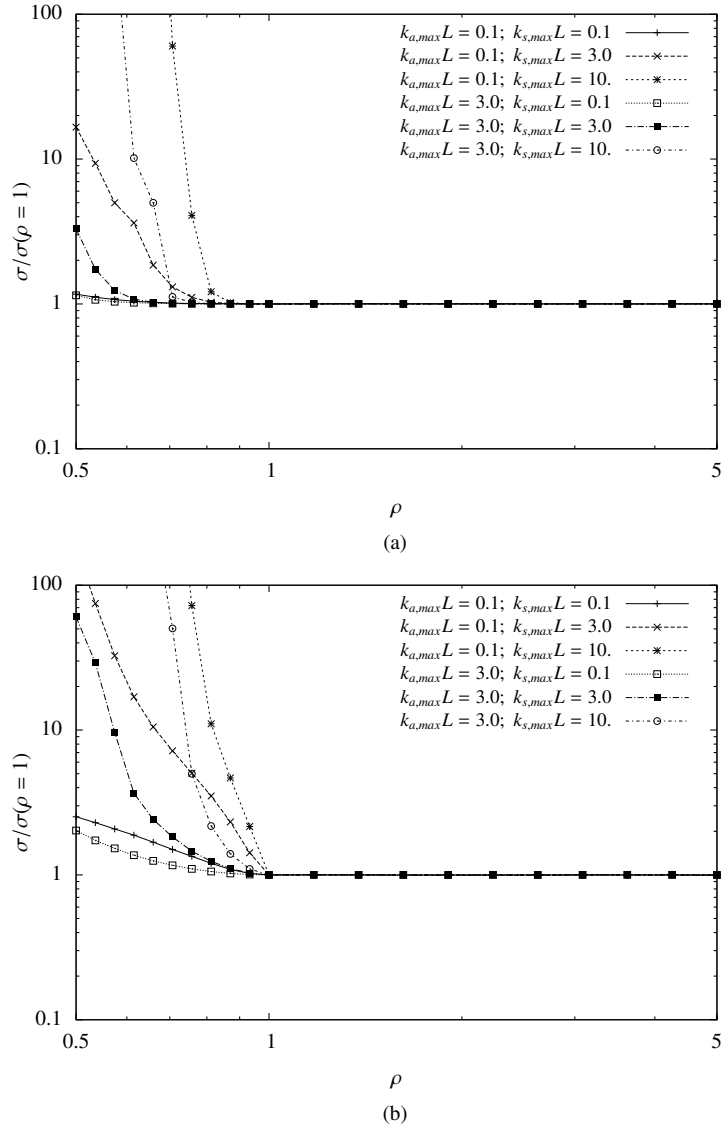 100
10
1
0.1
σ/σ(ρ = 1)
k_{a,max}L = 0.1; k_{s,max}L = 0.1
k_{a,max}L = 0.1; k_{s,max}L = 3.0
k_{a,max}L = 0.1; k_{s,max}L = 10.
k_{a,max}L = 3.0; k_{s,max}L = 0.1
k_{a,max}L = 3.0; k_{s,max}L = 3.0
k_{a,max}L = 3.0; k_{s,max}L = 10.
0.5 1 5
ρ
(a)
100
10
1
0.1
σ/σ(ρ = 1)
k_{a,max}L = 0.1; k_{s,max}L = 0.1
k_{a,max}L = 0.1; k_{s,max}L = 3.0
k_{a,max}L = 0.1; k_{s,max}L = 10.
k_{a,max}L = 3.0; k_{s,max}L = 0.1
k_{a,max}L = 3.0; k_{s,max}L = 3.0
k_{a,max}L = 3.0; k_{s,max}L = 10.
0.5 1 5
ρ
(b)